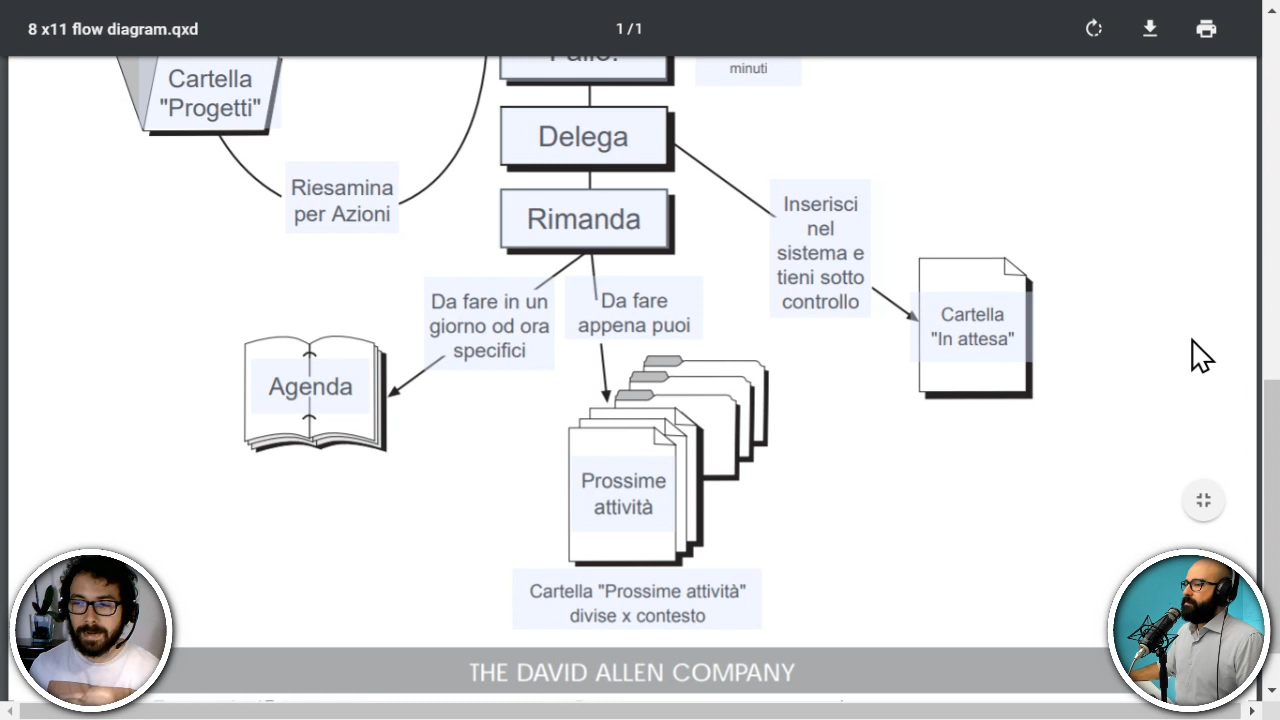 8 x11 flow diagram.qxd
1 / 1
Cartella
"Progetti"
minuti
Delega
Riesamina
per Azioni
Rimanda
Inserisci
nel
sistema e
tieni sotto
controllo
Da fare in un
giorno od ora
specifici
Da fare
appena puoi
Cartella
"In attesa"
Agenda
Prossime
attività
Cartella "Prossime attività"
divise x contesto
THE DAVID ALLEN COMPANY